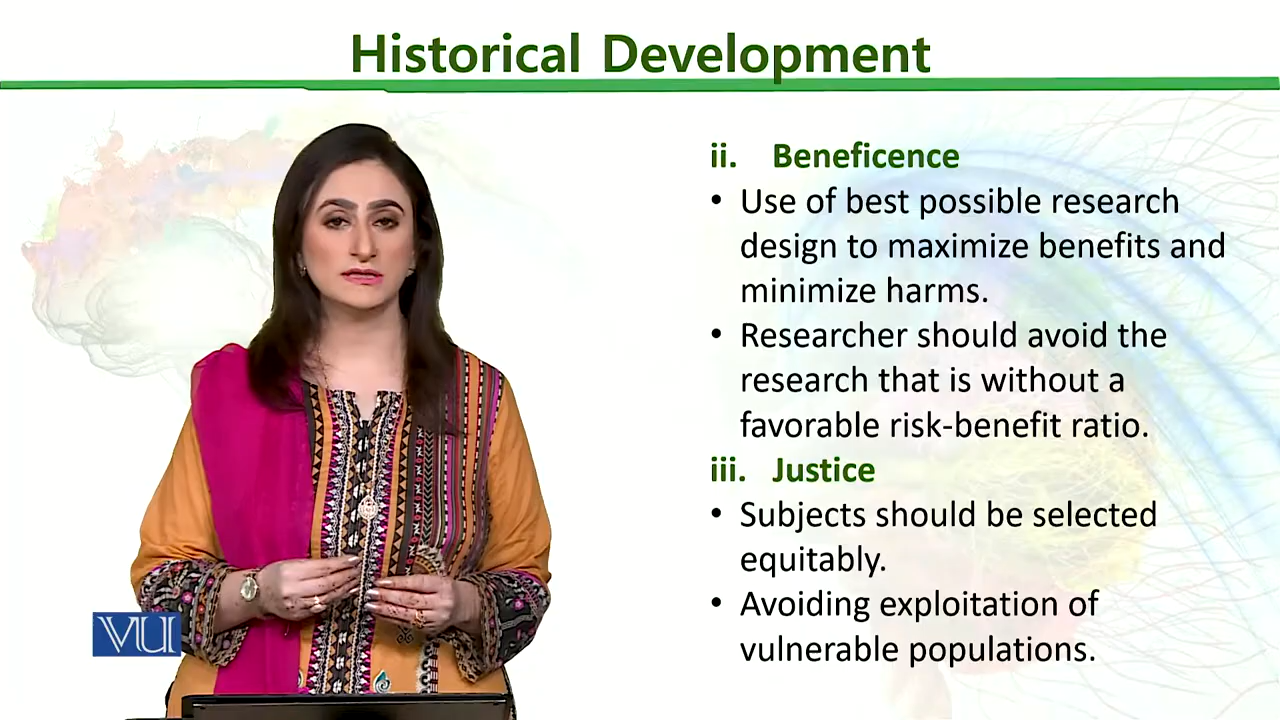 Historical Development
ii. Beneficence
• Use of best possible research
design to maximize benefits and
minimize harms.
• Researcher should avoid the
research that is without a
favorable risk-benefit ratio.
iii. Justice
• Subjects should be selected
equitably.
• Avoiding exploitation of
vulnerable populations.
VU